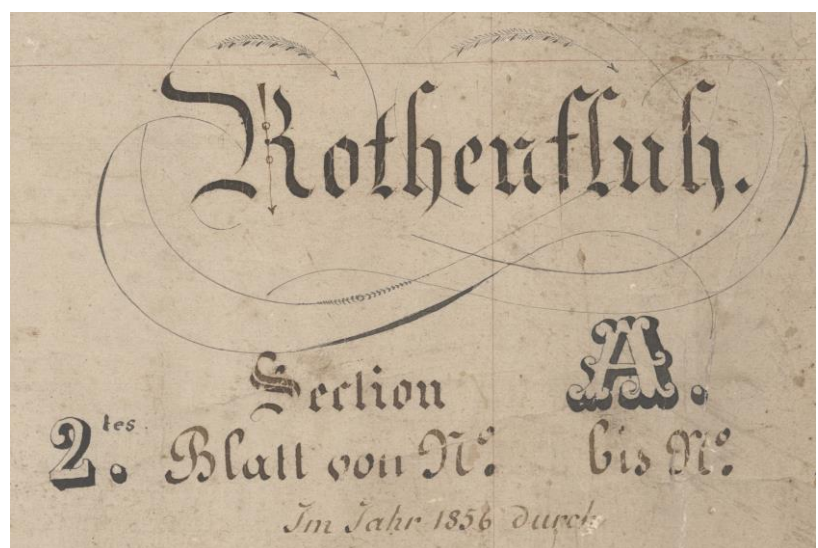 Rothenfluh.
Section A.
2.tes Blatt von Nº. bis Nº.
Im Jahr 1856 durch